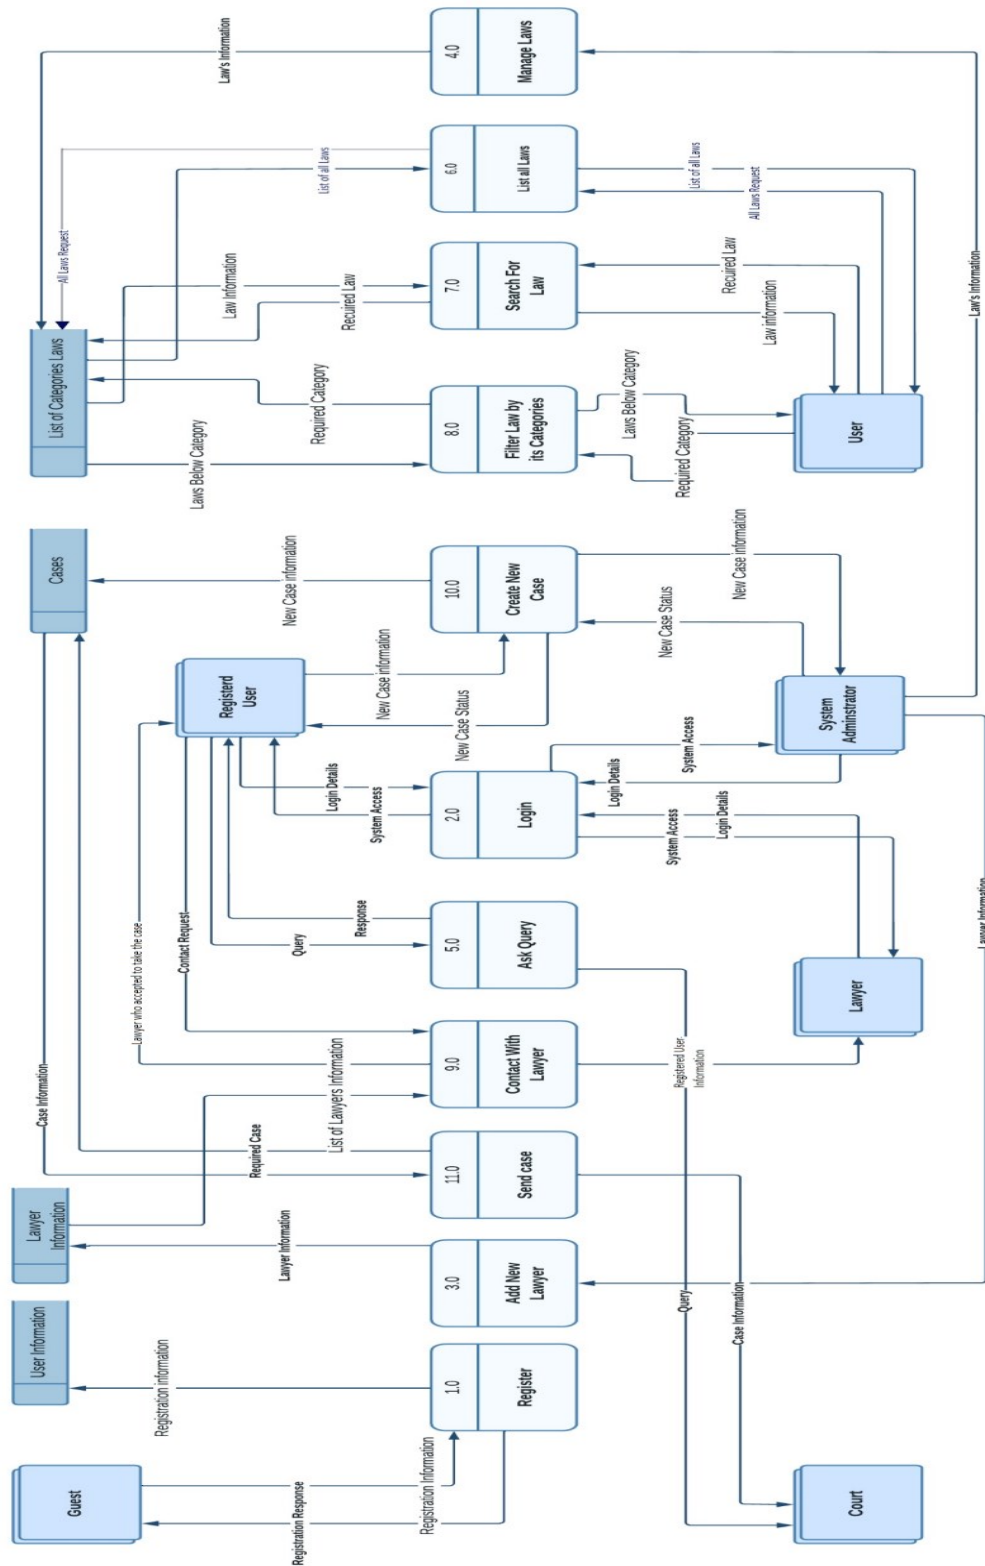 Guest
User Information
Lawyer
Information
Cases
List of Categories Laws
Case Information
All Laws Request
Registration information
Lawyer who accepted to take the case
Contact Request
Laws Below Category
Law's Information
Law Information
Registerd
User
Required Case
Lawyer Information
New Case information
Registration Response
Query
Login Details
Required Category
List of all Laws
List of Lawyers Information
Response
System Access
New Case information
Recuired Law
Registration Information
New Case Status
1.0
Register
3.0
Add New
Lawyer
11.0
Send case
9.0
Contact With
Lawyer
5.0
Ask Query
2.0
Login
10.0
Create New
Case
8.0
Filter Law by
its Categories
7.0
Search For
Law
6.0
List all Laws
4.0
Manage Laws
Login Details
Laws Below Category
Registered User
Information
System Access
New Case Status
Required Category
Query
System Access
Login Details
New Case information
Recuired Law
Law information
List of all Laws
All Laws Request
Case Information
Court
Lawyer
System
Adminstrator
User
Lawyer Information
Law's Information